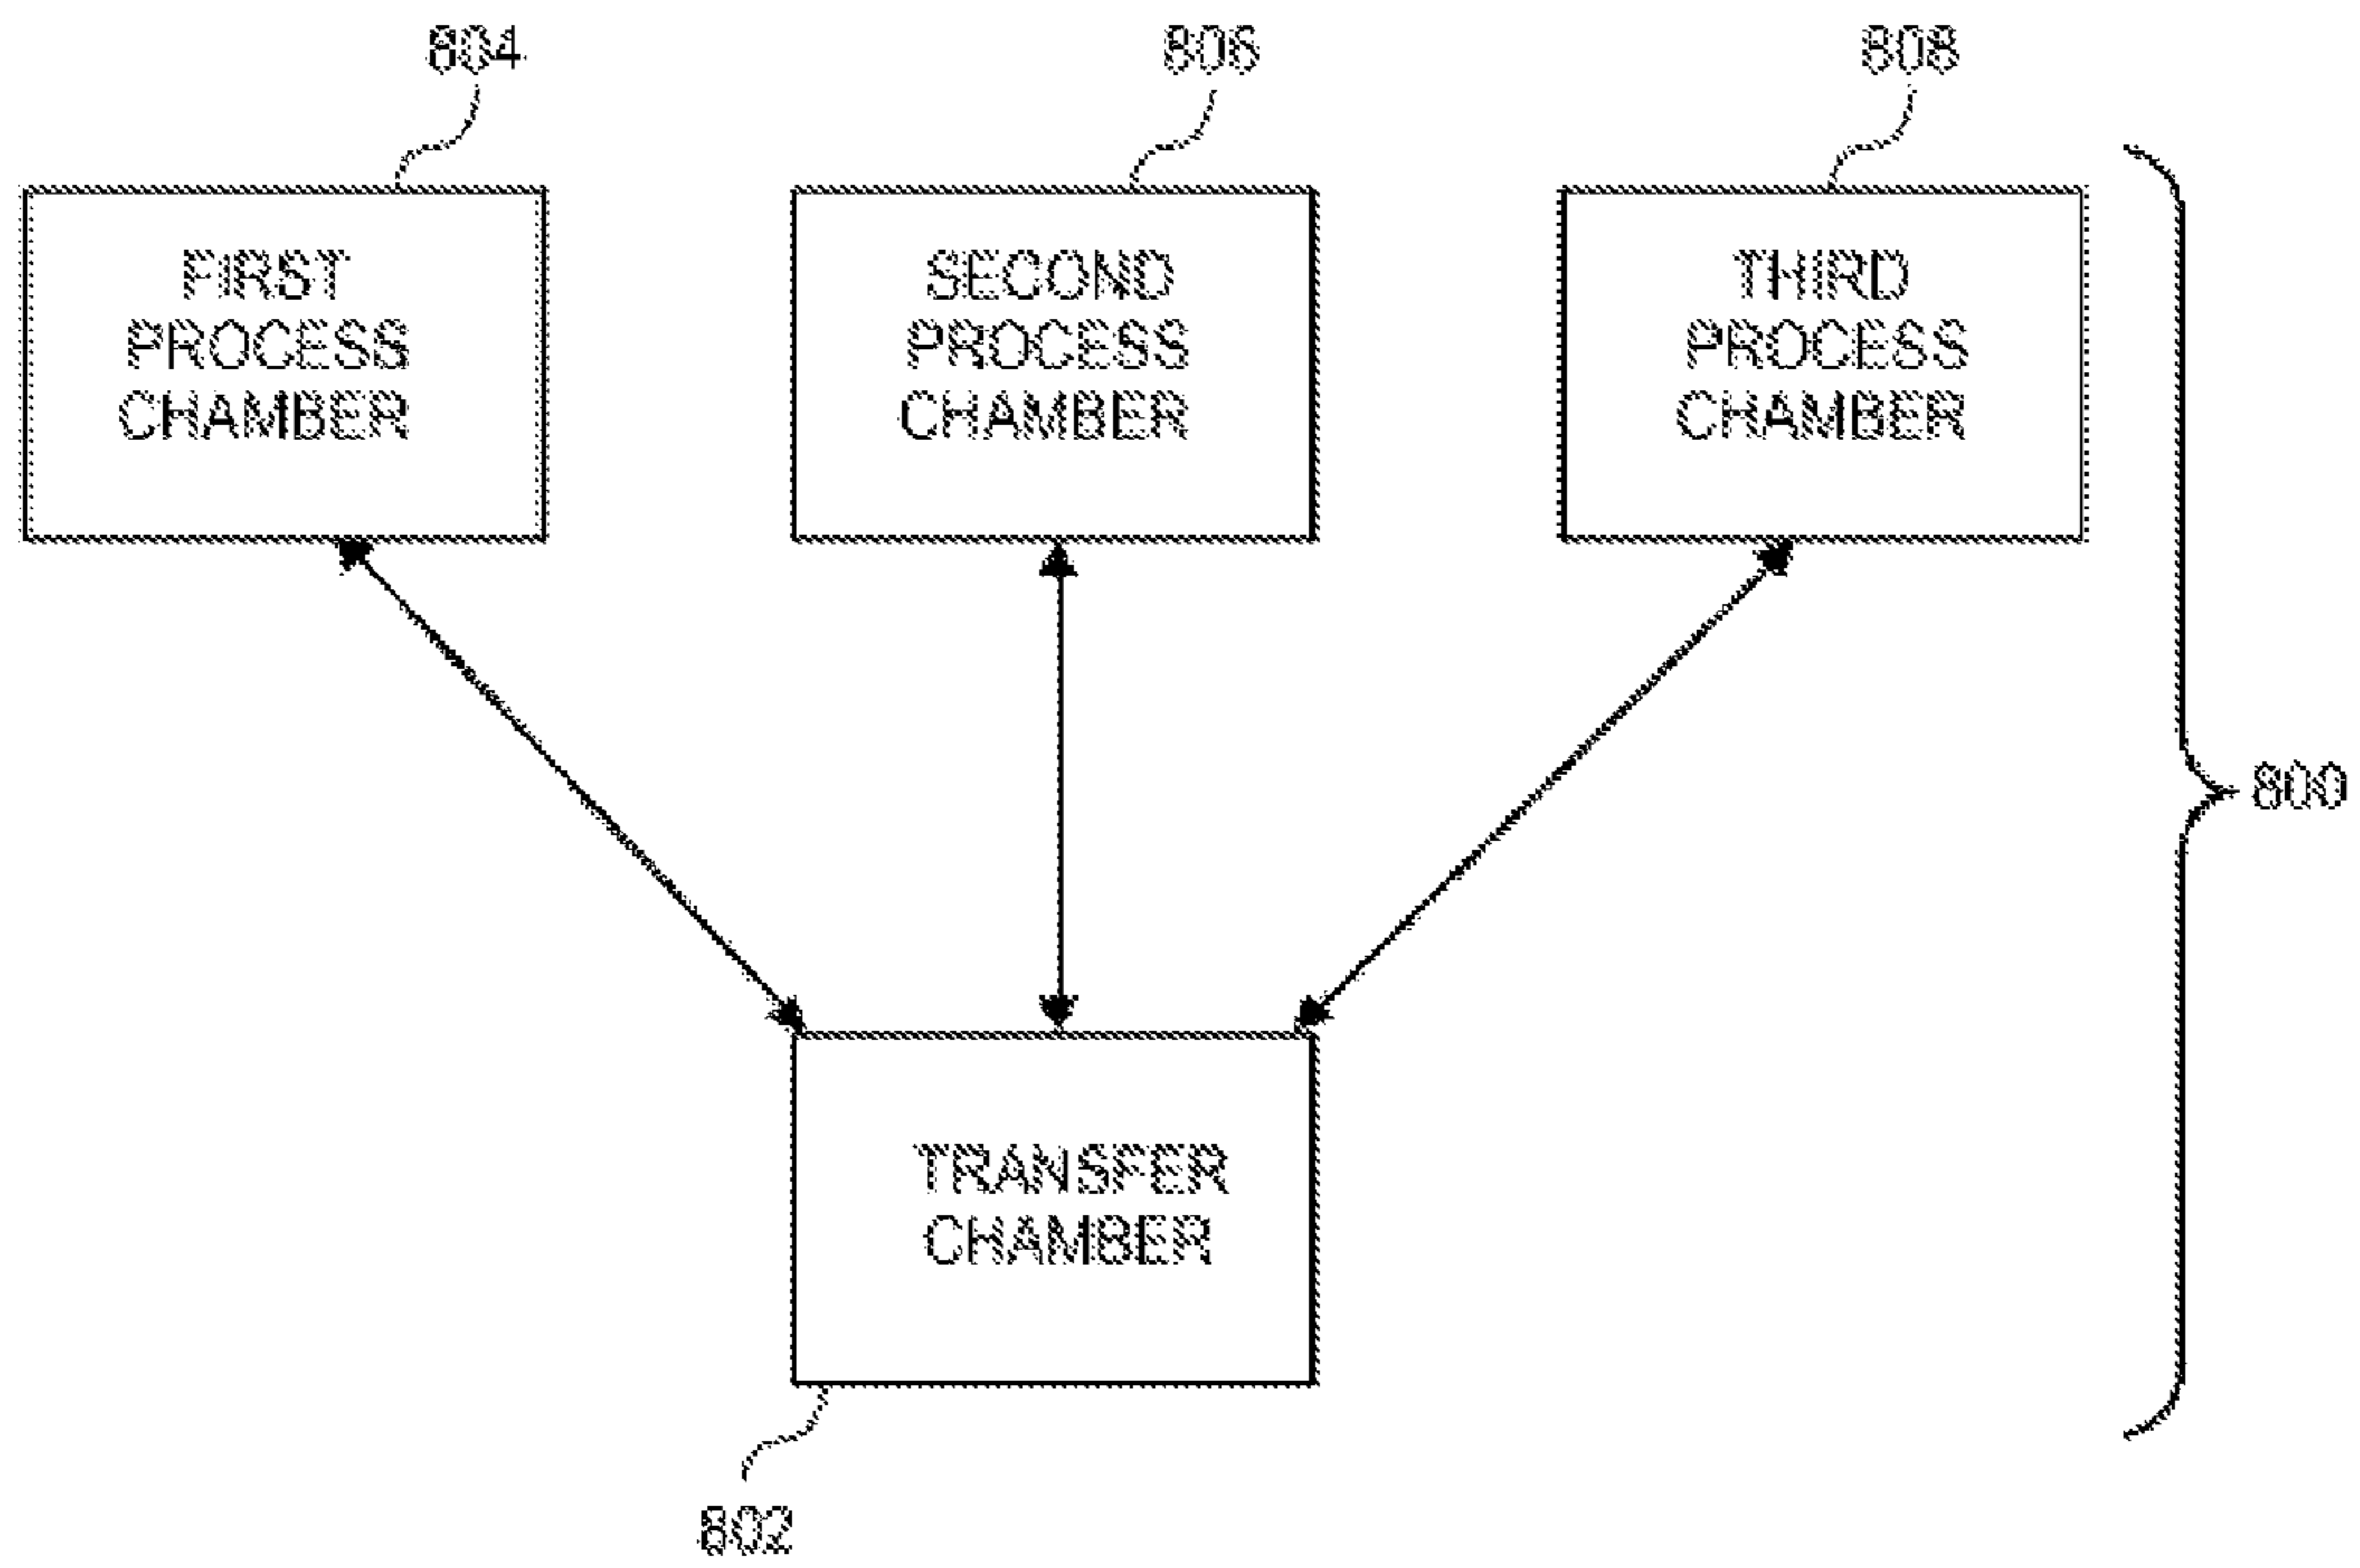 804
806
808
FIRST
PROCESS
CHAMBER
SECOND
PROCESS
CHAMBER
THIRD
PROCESS
CHAMBER
800
TRANSFER
CHAMBER
802